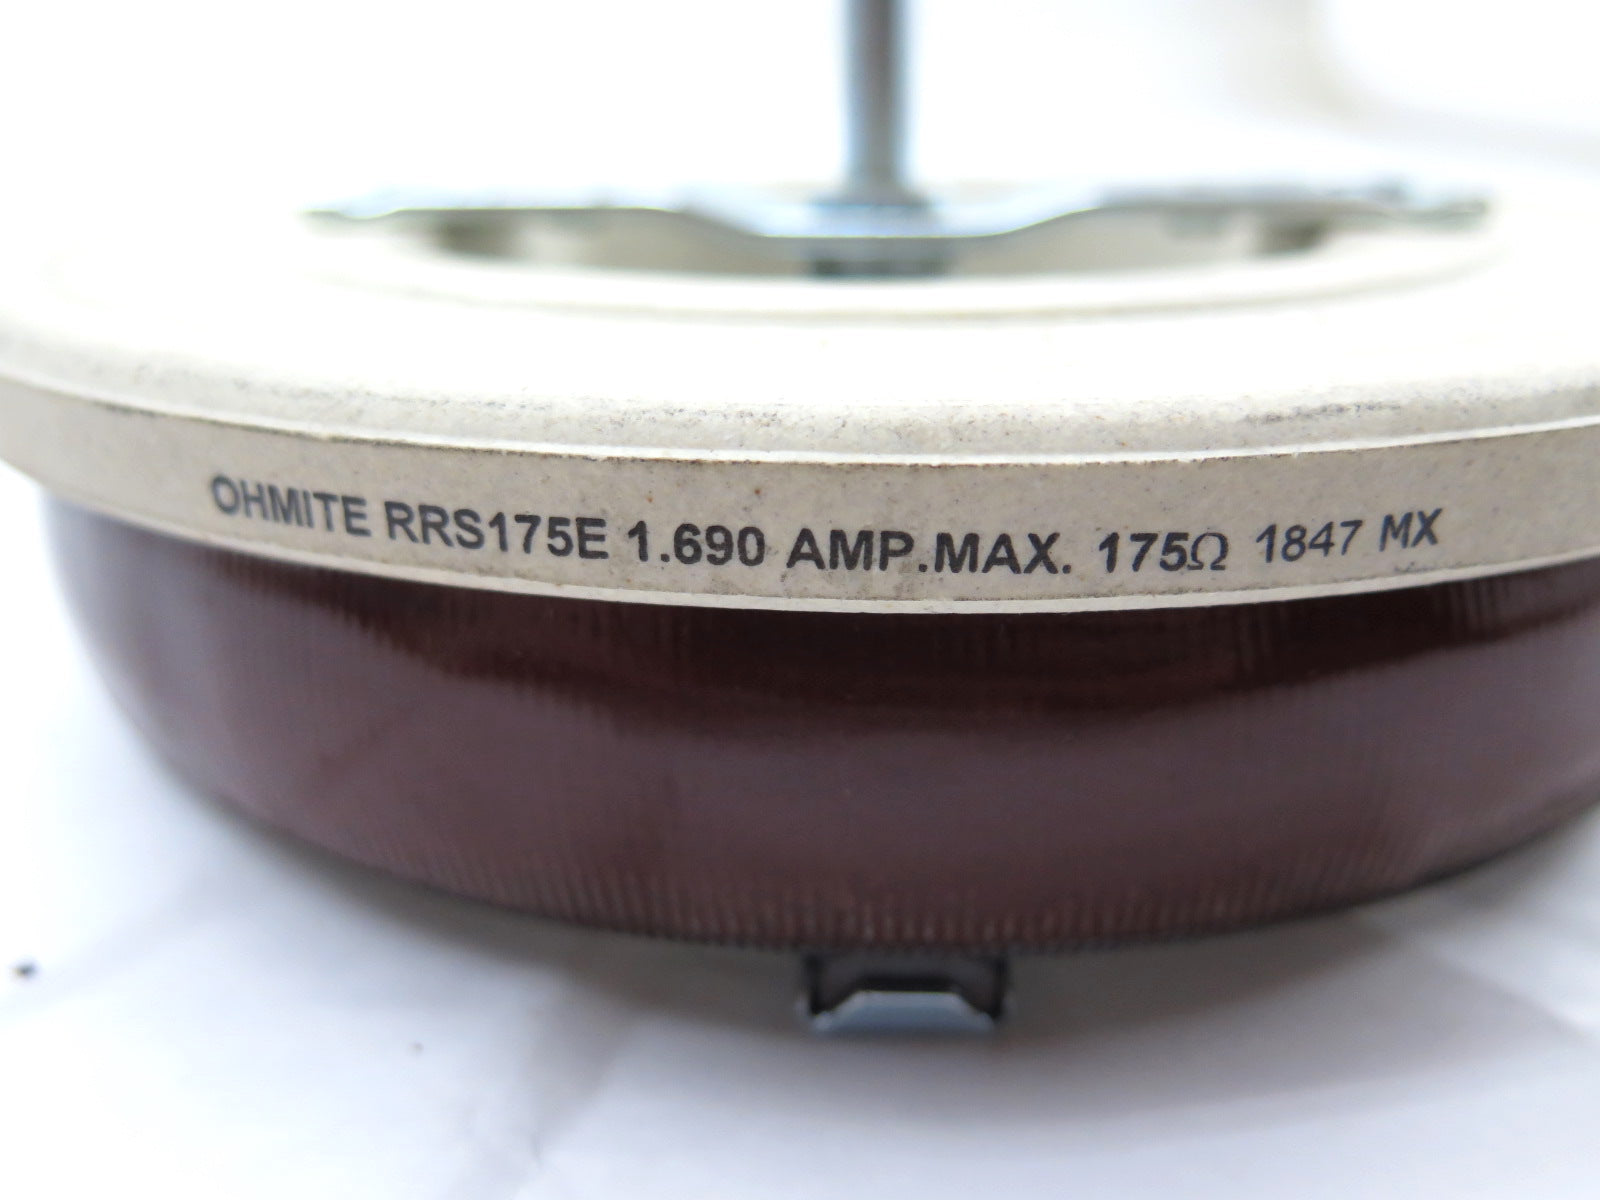 OHMITE RRS175E 1.690 AMP.MAX. 175Ω 1847 MX